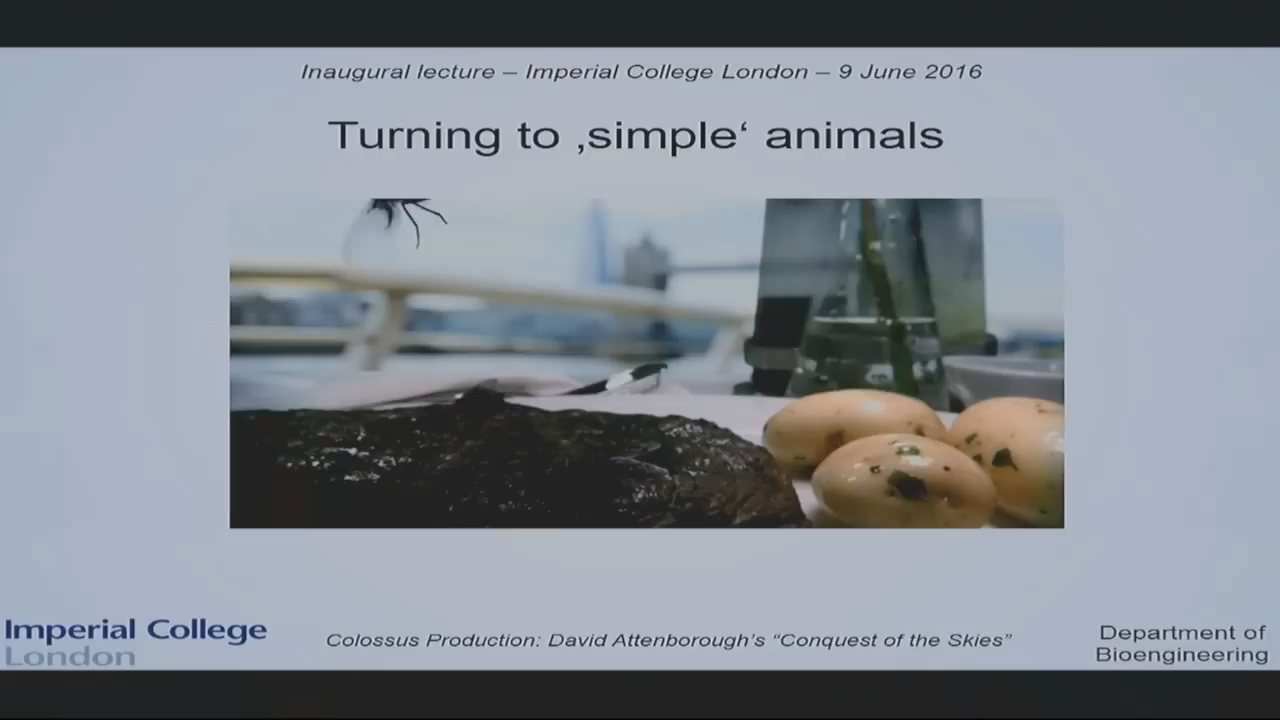 Inaugural lecture – Imperial College London – 9 June 2016
Turning to ‚simple‘ animals
Imperial College
London
Colossus Production: David Attenborough’s “Conquest of the Skies”
Department of
Bioengineering